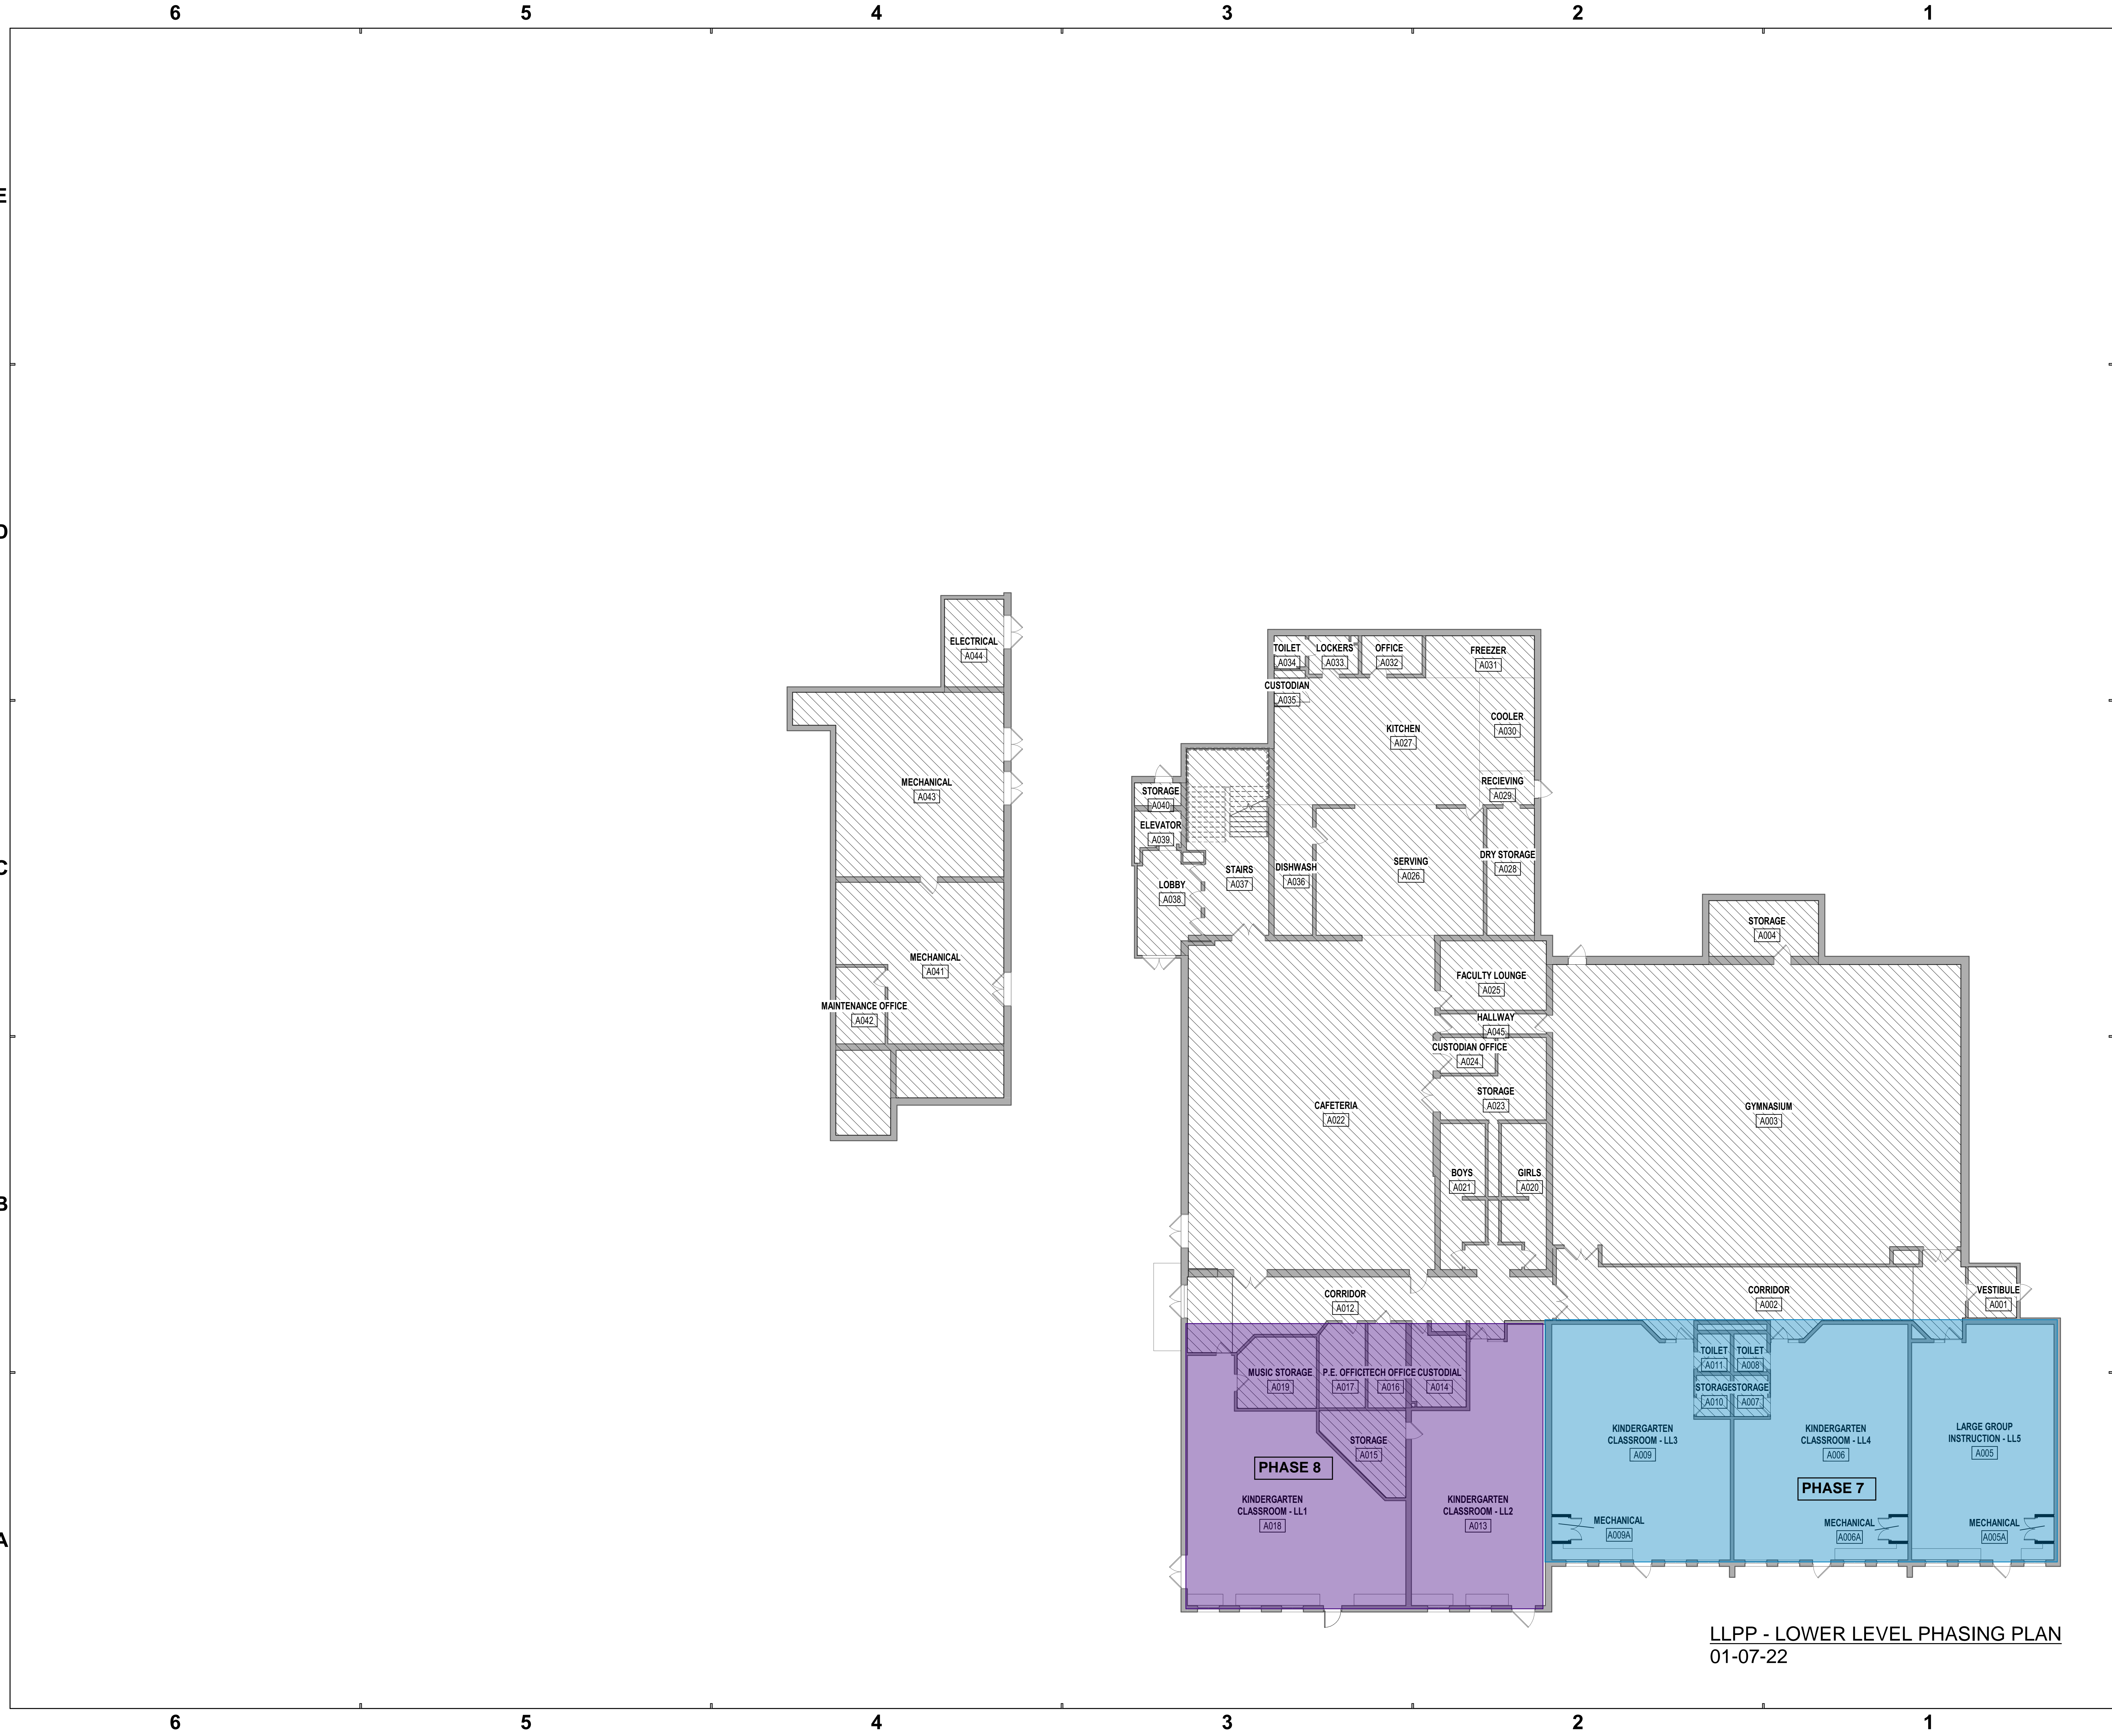 6 5 4 3 2 1
E
D
C
B
A
ELECTRICAL
A044
MECHANICAL
A043
MECHANICAL
A041
MAINTENANCE OFFICE
A042
TOILET
A034
LOCKERS
A033
OFFICE
A032
FREEZER
A031
CUSTODIAN
A035
KITCHEN
A027
COOLER
A030
RECIEVING
A029
STORAGE
A040
ELEVATOR
A039
LOBBY
A038
STAIRS
A037
DISHWASH
A036
SERVING
A026
DRY STORAGE
A028
STORAGE
A004
FACULTY LOUNGE
A025
HALLWAY
A045
CUSTODIAN OFFICE
A024
STORAGE
A023
CAFETERIA
A022
GYMNASIUM
A003
BOYS
A021
GIRLS
A020
CORRIDOR
A012
CORRIDOR
A002
VESTIBULE
A001
MUSIC STORAGE
A019
P.E. OFFICE
A017
TECH OFFICE
A016
CUSTODIAL
A014
STORAGE
A015
PHASE 8
KINDERGARTEN
CLASSROOM - LL1
A018
KINDERGARTEN
CLASSROOM - LL2
A013
TOILET
A011
TOILET
A008
STORAGE
A010
STORAGE
A007
KINDERGARTEN
CLASSROOM - LL3
A009
KINDERGARTEN
CLASSROOM - LL4
A006
LARGE GROUP
INSTRUCTION - LL5
A005
PHASE 7
MECHANICAL
A009A
MECHANICAL
A006A
MECHANICAL
A005A
LLPP - LOWER LEVEL PHASING PLAN
01-07-22
6 5 4 3 2 1